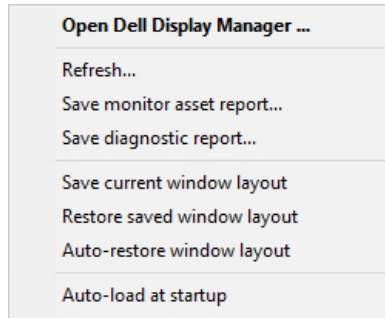 Open Dell Display Manager ...
Refresh...
Save monitor asset report...
Save diagnostic report...
Save current window layout
Restore saved window layout
Auto-restore window layout
Auto-load at startup